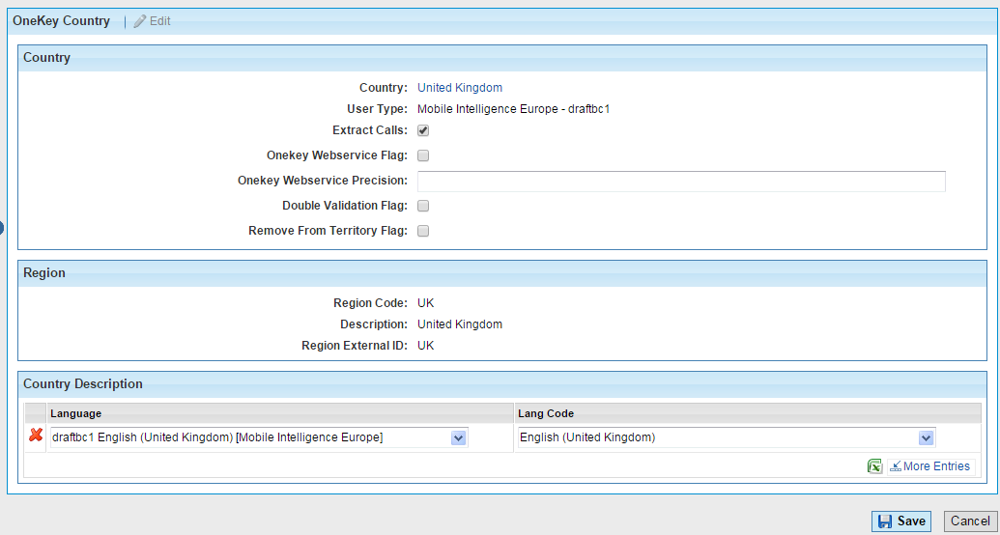 OneKey Country | Edit
Country
Country: United Kingdom
User Type: Mobile Intelligence Europe - draftbc1
Extract Calls:
Onekey Webservice Flag:
Onekey Webservice Precision:
Double Validation Flag:
Remove From Territory Flag:
Region
Region Code: UK
Description: United Kingdom
Region External ID: UK
Country Description
Language Lang Code
draftbc1 English (United Kingdom) [Mobile Intelligence Europe] English (United Kingdom)
More Entries
Save Cancel